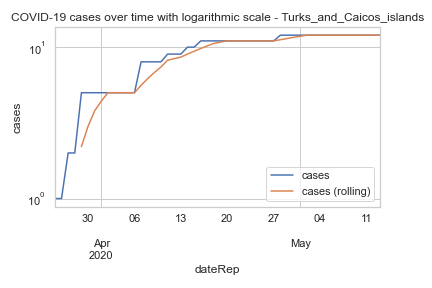 COVID-19 cases over time with logarithmic scale - Turks_and_Caicos_islands
10¹
cases
10⁰
cases
cases (rolling)
30 06 13 20 27 04 11
Apr May
2020
dateRep